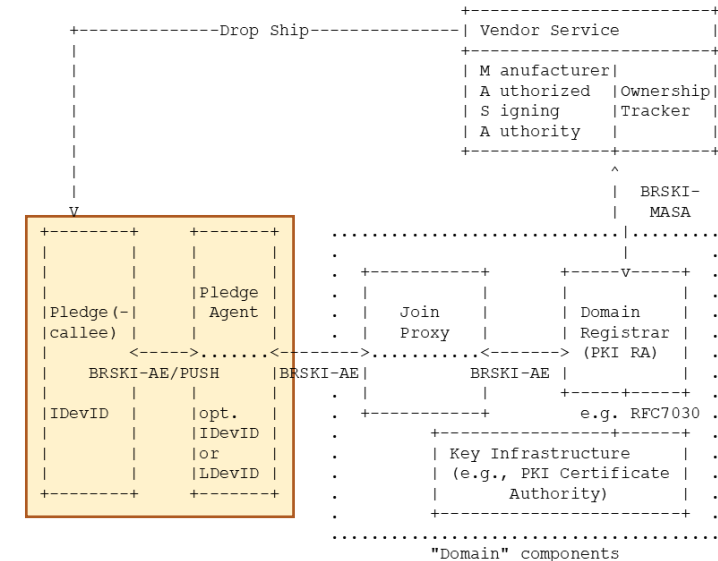 Drop Ship
Vendor Service
M anufacturer
A uthorized Ownership
S igning Tracker
A uthority
BRSKI-
MASA
Pledge
Pledge(- Agent Join Domain
callee) Proxy Registrar
(PKI RA)
BRSKI-AE/PUSH BRSKI-AE BRSKI-AE
IDevID opt. e.g. RFC7030
IDevID
or Key Infrastructure
LDevID (e.g., PKI Certificate
Authority)
"Domain" components